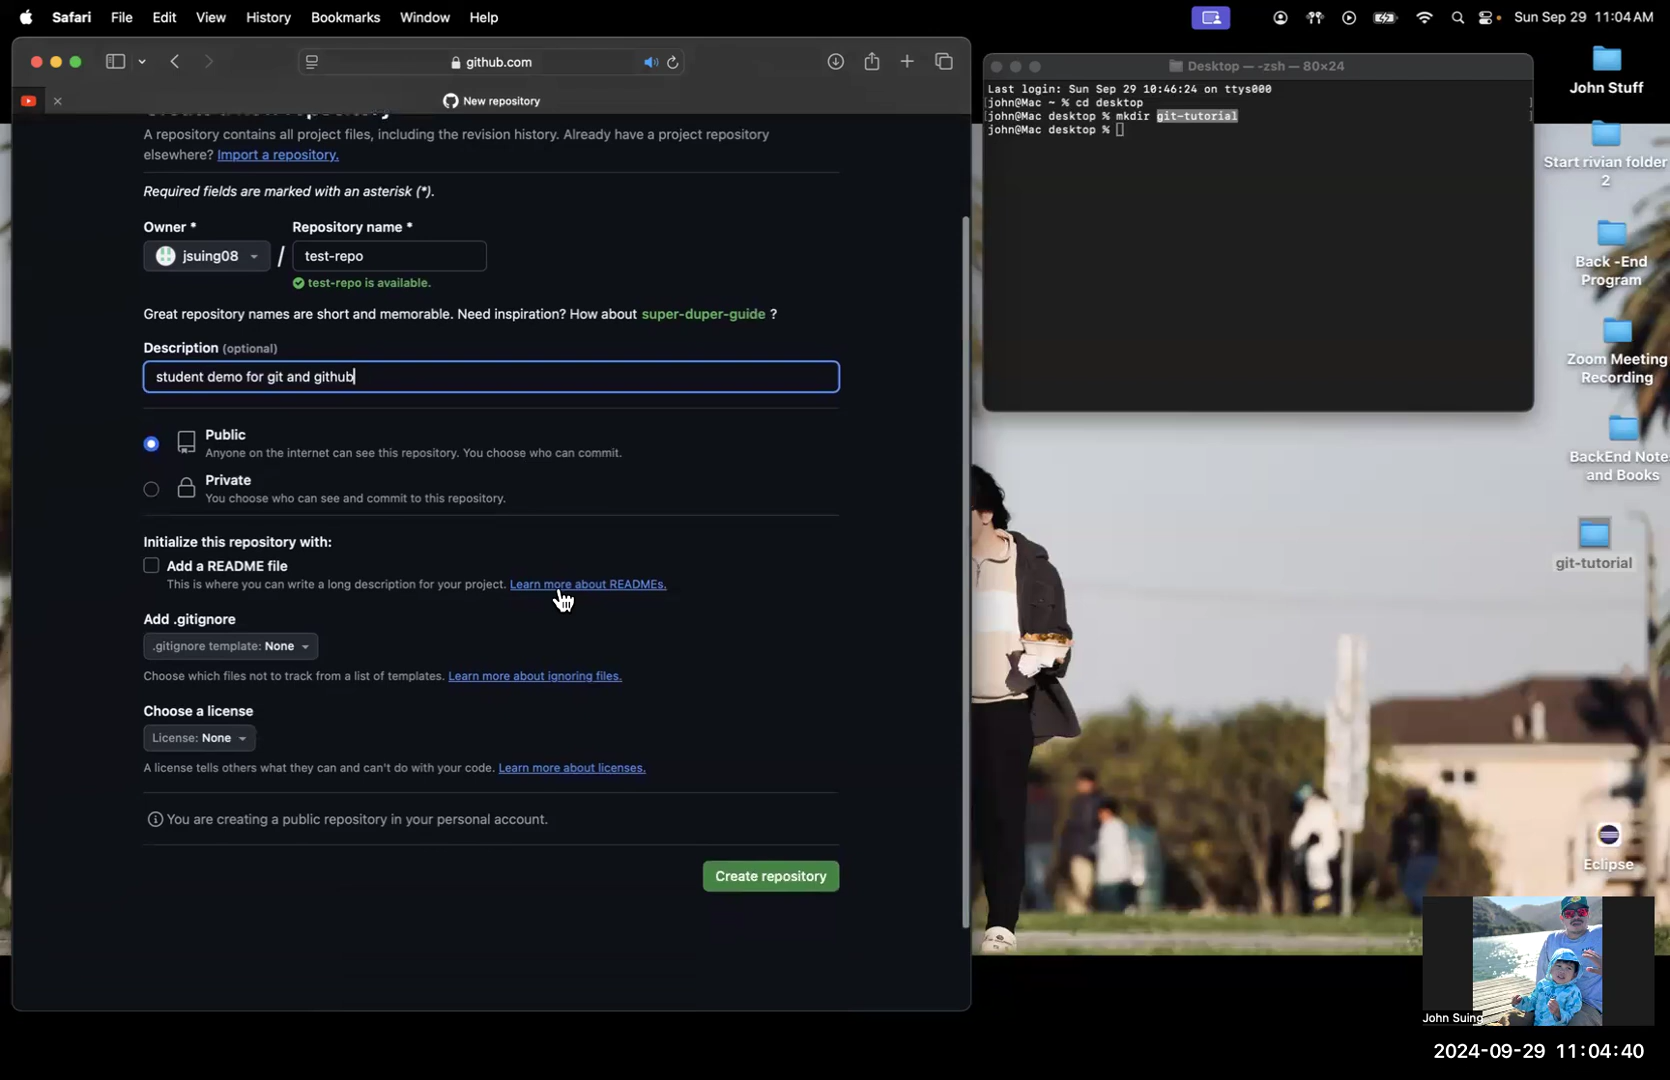 Safari File Edit View History Bookmarks Window Help
Sun Sep 29 11:04 AM
github.com
New repository
A repository contains all project files, including the revision history. Already have a project repository
elsewhere? Import a repository.
Required fields are marked with an asterisk (*).
Owner * Repository name *
jsuing08 / test-repo
test-repo is available.
Great repository names are short and memorable. Need inspiration? How about super-duper-guide ?
Description (optional)
student demo for git and github
Public
Anyone on the internet can see this repository. You choose who can commit.
Private
You choose who can see and commit to this repository.
Initialize this repository with:
Add a README file
This is where you can write a long description for your project. Learn more about READMEs.
Add .gitignore
.gitignore template: None
Choose which files not to track from a list of templates. Learn more about ignoring files.
Choose a license
License: None
A license tells others what they can and can't do with your code. Learn more about licenses.
You are creating a public repository in your personal account.
Create repository
Desktop — -zsh — 80×24
Last login: Sun Sep 29 10:46:24 on ttys000
[john@Mac ~ % cd desktop ]
[john@Mac desktop % mkdir git-tutorial ]
john@Mac desktop %
John Stuff
Start rivian folder
2
Back -End
Program
Zoom Meeting
Recording
BackEnd Note
and Books
git-tutorial
Eclipse
John Suing
2024-09-29 11:04:40